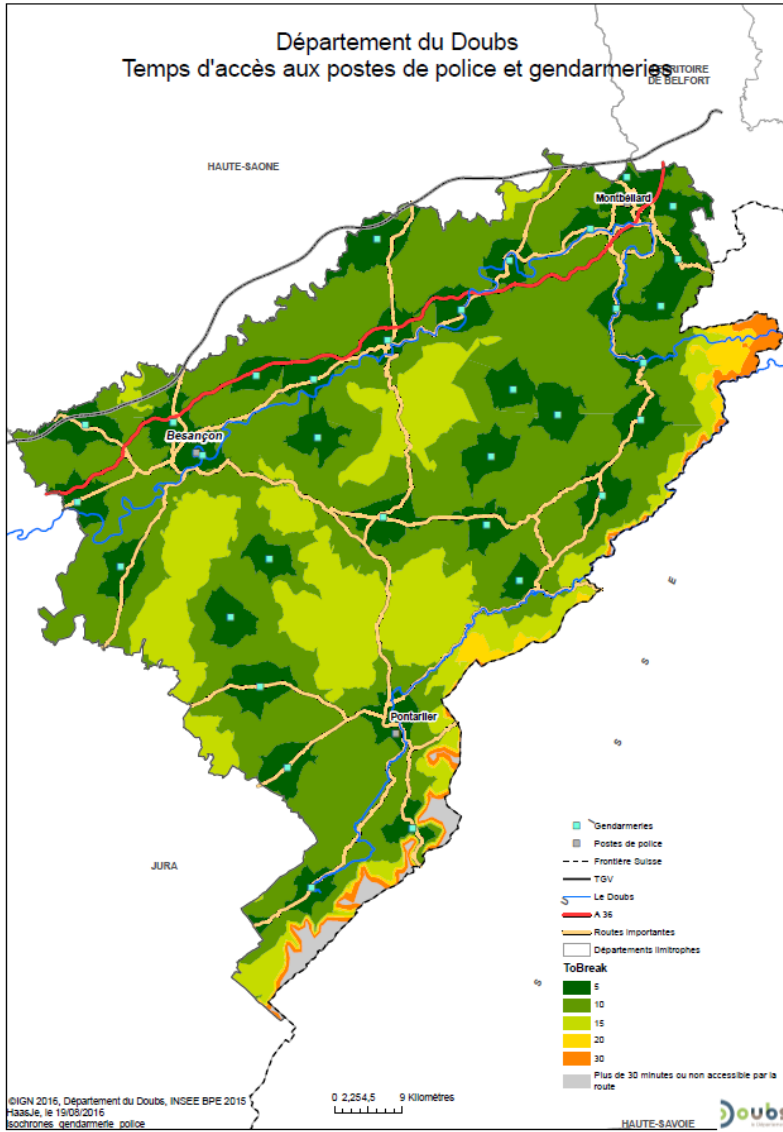 Département du Doubs
Temps d'accès aux postes de police et gendarmeries
TERRITOIRE
DE BELFORT
HAUTE-SAONE
Montbéliard
Besançon
E
S
S
Pontarlier
JURA
S
Gendarmeries
Postes de police
Frontière Suisse
TGV
Le Doubs
A 36
Routes importantes
Départements limitrophes
ToBreak
5
10
15
20
30
Plus de 30 minutes ou non accessible par la
route
©IGN 2016, Département du Doubs, INSEE BPE 2015
HaasJe, le 19/08/2016
isochrones_gendarmerie_police
0 2,254,5 9 Kilomètres
Doubs
le Département
HAUTE-SAVOIE